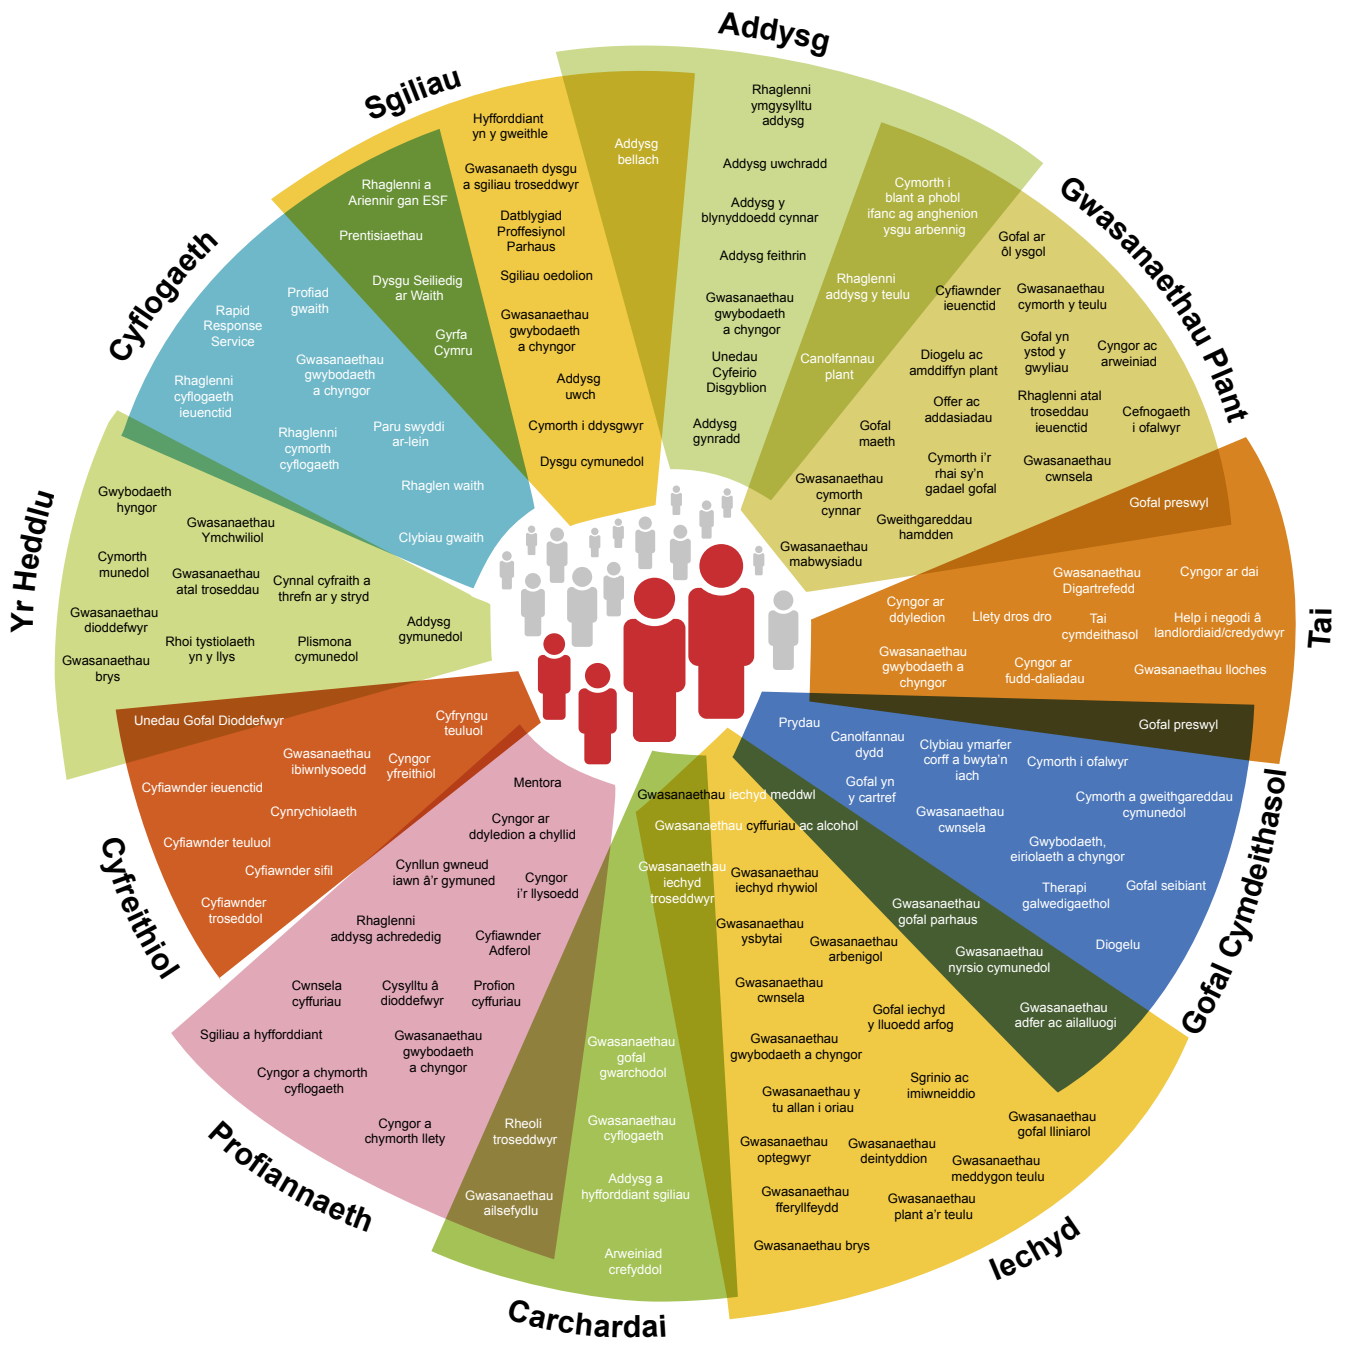 Addysg
Rhaglenni
ymgysylltu
addysg
Addysg uwchradd
Addysg y
blynyddoedd cynnar
Addysg feithrin
Gwasanaethau
gwybodaeth
a chyngor
Unedau
Cyfeirio
Disgyblion
Addysg
gynradd
Cymorth i
blant a phobl
ifanc ag anghenion
ysgu arbennig
Rhaglenni
addysg y teulu
Canolfannau
plant
Gwasanaethau Plant
Gofal ar
ôl ysgol
Cyfiawnder
ieuenctid
Gwasanaethau
cymorth y teulu
Diogelu ac
amddiffyn plant
Gofal yn
ystod y
gwyliau
Cyngor ac
arweiniad
Offer ac
addasiadau
Rhaglenni atal
troseddau
ieuenctid
Cefnogaeth
i ofalwyr
Gofal
maeth
Cymorth i'r
rhai sy'n
gadael gofal
Gwasanaethau
cwnsela
Gwasanaethau
cymorth
cynnar
Gweithgareddau
hamdden
Gwasanaethau
mabwysiadu
Gofal preswyl
Tai
Gwasanaethau
Digartrefedd
Cyngor ar dai
Cyngor ar
ddyledion
Llety dros dro
Tai
cymdeithasol
Help i negodi â
landlordiaid/credydwyr
Gwasanaethau
gwybodaeth a
chyngor
Cyngor ar
fudd-daliadau
Gwasanaethau lloches
Gofal preswyl
Gofal Cymdeithasol
Prydau
Canolfannau
dydd
Clybiau ymarfer
corff a bwyta'n
iach
Cymorth i ofalwyr
Gofal yn
y cartref
Gwasanaethau
cwnsela
Cymorth a gweithgareddau
cymunedol
Gwybodaeth,
eiriolaeth a chyngor
Therapi
galwedigaethol
Gofal seibiant
Diogelu
Gwasanaethau
gofal parhaus
Gwasanaethau
nyrsio cymunedol
Gwasanaethau
adfer ac ailalluogi
Iechyd
Gwasanaethau iechyd meddwl
Gwasanaethau cyffuriau ac alcohol
Gwasanaethau
iechyd
troseddwyr
Gwasanaethau
iechyd rhywiol
Gwasanaethau
ysbytai
Gwasanaethau
arbenigol
Gwasanaethau
cwnsela
Gofal iechyd
y lluoedd arfog
Gwasanaethau
gwybodaeth a chyngor
Sgrinio ac
imiwneiddio
Gwasanaethau y
tu allan i oriau
Gwasanaethau
gofal lliniarol
Gwasanaethau
optegwyr
Gwasanaethau
deintyddion
Gwasanaethau
meddygon teulu
Gwasanaethau
fferyllfeydd
Gwasanaethau
plant a'r teulu
Gwasanaethau brys
Carchardai
Gwasanaethau
gofal
gwarchodol
Gwasanaethau
cyflogaeth
Addysg a
hyfforddiant sgiliau
Arweiniad
crefyddol
Rheoli
troseddwyr
Gwasanaethau
ailsefydlu
Profiannaeth
Mentora
Cyngor ar
ddyledion a chyllid
Cynllun gwneud
iawn â'r gymuned
Cyngor
i'r llysoedd
Rhaglenni
addysg achrededig
Cyfiawnder
Adferol
Cwnsela
cyffuriau
Cysylltu â
dioddefwyr
Profion
cyffuriau
Sgiliau a hyfforddiant
Gwasanaethau
gwybodaeth
a chyngor
Cyngor a chymorth
cyflogaeth
Cyngor a
chymorth llety
Cyfreithiol
Unedau Gofal Dioddefwyr
Cyfryngu
teuluol
Gwasanaethau
ibiwnlysoedd
Cyngor
yfreithiol
Cyfiawnder ieuenctid
Cynrychiolaeth
Cyfiawnder teuluol
Cyfiawnder sifil
Cyfiawnder
troseddol
Yr Heddlu
Gwybodaeth
hyngor
Gwasanaethau
Ymchwiliol
Cymorth
munedol
Gwasanaethau
atal troseddau
Cynnal cyfraith a
threfn ar y stryd
Gwasanaethau
dioddefwyr
Rhoi tystiolaeth
yn y llys
Plismona
cymunedol
Addysg
gymunedol
Gwasanaethau
brys
Cyflogaeth
Rapid
Response
Service
Profiad
gwaith
Gwasanaethau
gwybodaeth
a chyngor
Rhaglenni
cyflogaeth
ieuenctid
Rhaglenni
cymorth
cyflogaeth
Paru swyddi
ar-lein
Rhaglen waith
Clybiau gwaith
Sgiliau
Rhaglenni a
Ariennir gan ESF
Prentisiaethau
Dysgu Seiliedig
ar Waith
Gyrfa
Cymru
Hyfforddiant
yn y gweithle
Gwasanaeth dysgu
a sgiliau troseddwyr
Datblygiad
Proffesiynol
Parhaus
Sgiliau oedolion
Gwasanaethau
gwybodaeth
a chyngor
Addysg
uwch
Cymorth i ddysgwyr
Dysgu cymunedol
Addysg
bellach